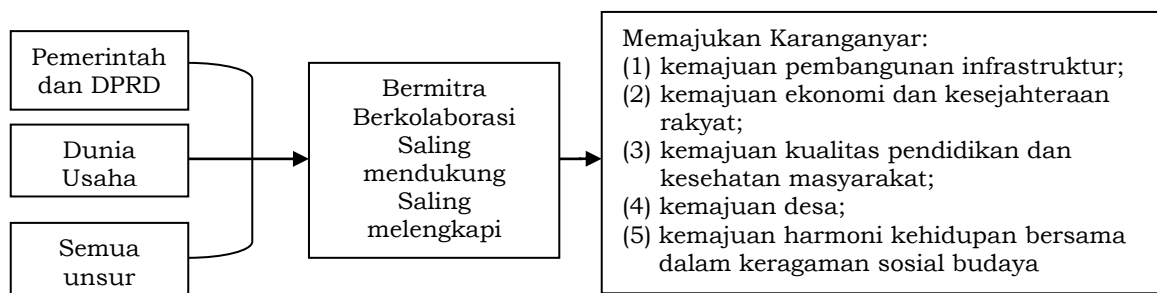 Pemerintah
dan DPRD
Dunia
Usaha
Semua
unsur
Bermitra
Berkolaborasi
Saling
mendukung
Saling
melengkapi
Memajukan Karanganyar:
(1) kemajuan pembangunan infrastruktur;
(2) kemajuan ekonomi dan kesejahteraan
rakyat;
(3) kemajuan kualitas pendidikan dan
kesehatan masyarakat;
(4) kemajuan desa;
(5) kemajuan harmoni kehidupan bersama
dalam keragaman sosial budaya